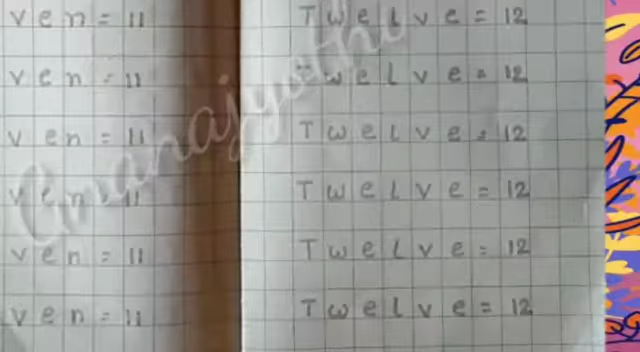 ven = 11
ven = 11
ven = 11
ven = 11
ven = 11
ven = 11
Twelve = 12
Twelve = 12
Twelve = 12
Twelve = 12
Twelve = 12
Twelve = 12